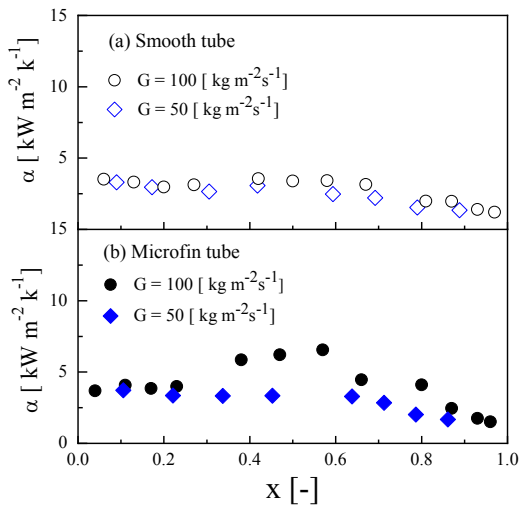 15
(a) Smooth tube
G = 100 [ kg m⁻²s⁻¹]
G = 50 [ kg m⁻²s⁻¹]
10
5
α [ kW m⁻² k⁻¹]
15
(b) Microfin tube
G = 100 [ kg m⁻²s⁻¹]
G = 50 [ kg m⁻²s⁻¹]
10
5
0
α [ kW m⁻² k⁻¹]
0.0 0.2 0.4 0.6 0.8 1.0
x [-]